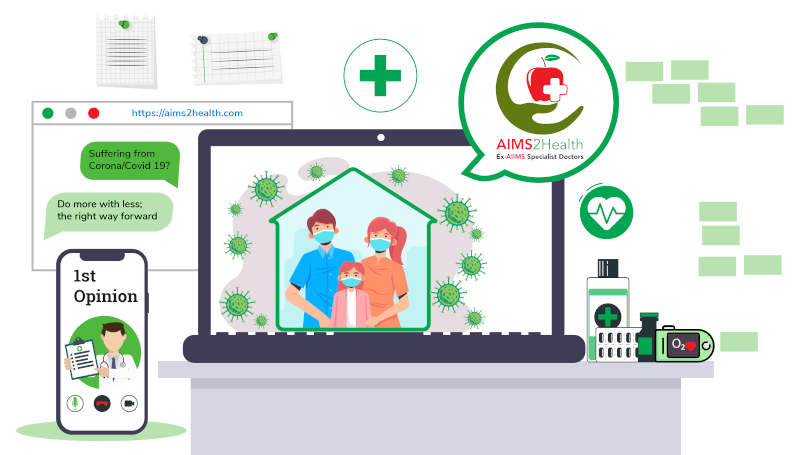 https://aims2health.com
Suffering from
Corona/Covid 19?
Do more with less;
the right way forward
1st
Opinion
AIMS2Health
Ex-AIIMS Specialist Doctors
O2